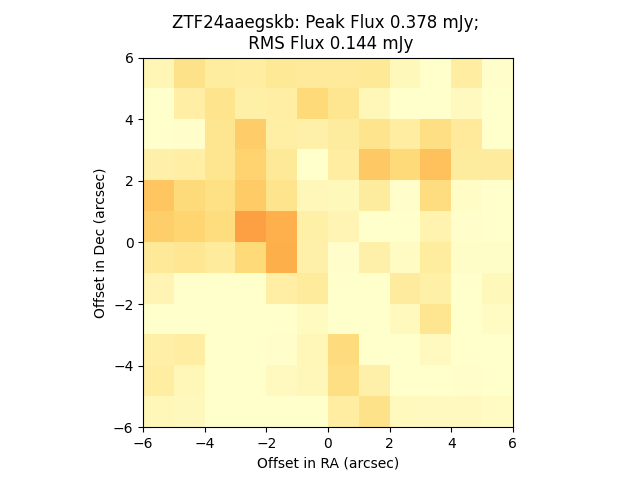 ZTF24aaegskb: Peak Flux 0.378 mJy;
RMS Flux 0.144 mJy
6
4
2
0
−2
−4
−6
Offset in Dec (arcsec)
−6 −4 −2 0 2 4 6
Offset in RA (arcsec)